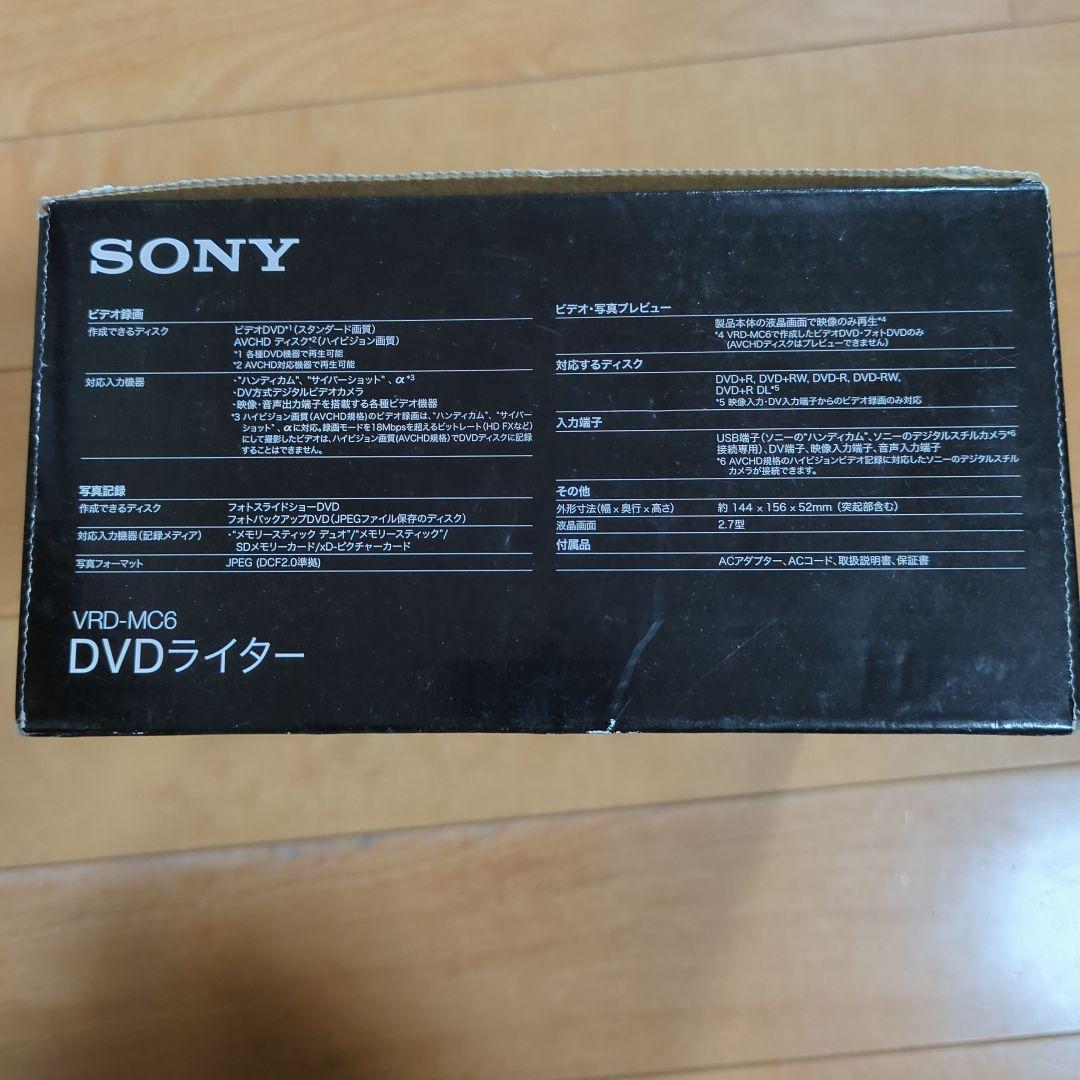 SONY
ビデオ録画
作成できるディスク ビデオDVD*1(スタンダード画質)
AVCHD ディスク*2(ハイビジョン画質)
*1 各種DVD機器で再生可能
*2 AVCHD対応機器で再生可能
対応入力機器 ・"ハンディカム"、"サイバーショット"、α*3
・DV方式デジタルビデオカメラ
・映像・音声出力端子を搭載する各種ビデオ機器
*3 ハイビジョン画質(AVCHD規格)のビデオ録画は、"ハンディカム"、"サイバー
ショット"、αに対応。録画モードを18Mbpsを超えるビットレート(HD FXなど)
にして撮影したビデオは、ハイビジョン画質(AVCHD規格)でDVDディスクに記録
することはできません。
写真記録
作成できるディスク フォトスライドショーDVD
フォトバックアップDVD(JPEGファイル保存のディスク)
対応入力機器(記録メディア) ・"メモリースティック デュオ"/"メモリースティック"/
SDメモリーカード/xD-ピクチャーカード
写真フォーマット JPEG (DCF2.0準拠)
VRD-MC6
DVDライター
ビデオ・写真プレビュー
製品本体の液晶画面で映像のみ再生*4
*4 VRD-MC6で作成したビデオDVD・フォトDVDのみ
(AVCHDディスクはプレビューできません)
対応するディスク
DVD+R, DVD+RW, DVD-R, DVD-RW,
DVD+R DL*5
*5 映像入力・DV入力端子からのビデオ録画のみ対応
入力端子
USB端子(ソニーの"ハンディカム"、ソニーのデジタルスチルカメラ*6
接続専用)、DV端子、映像入力端子、音声入力端子
*6 AVCHD規格のハイビジョンビデオ記録に対応したソニーのデジタルスチル
カメラが接続できます。
その他
外形寸法(幅×奥行×高さ) 約 144 x 156 x 52mm (突起部含む)
液晶画面 2.7型
付属品
ACアダプター、ACコード、取扱説明書、保証書